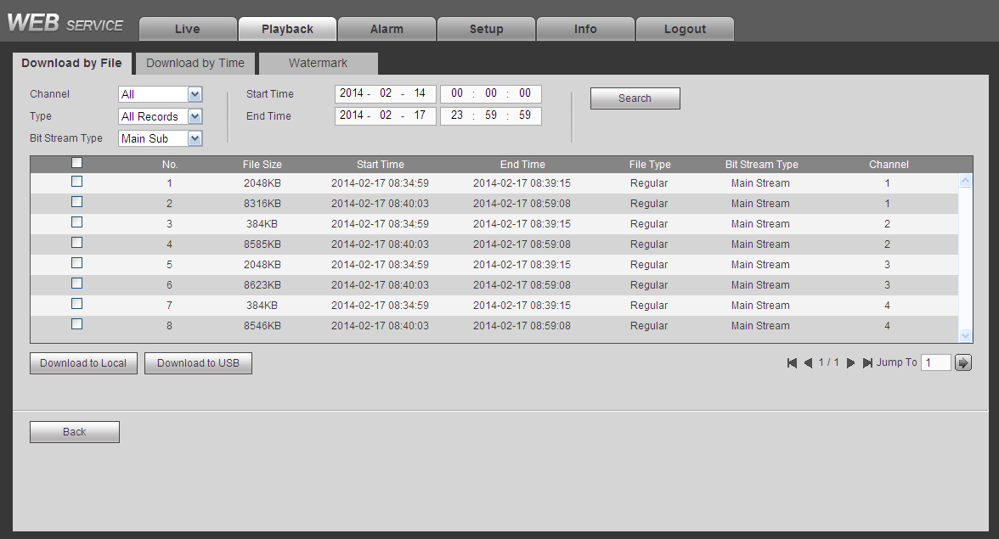 WEB SERVICE
Live Playback Alarm Setup Info Logout
Download by File Download by Time Watermark
Channel All Start Time 2014 - 02 - 14 00 : 00 : 00 Search
Type All Records End Time 2014 - 02 - 17 23 : 59 : 59
Bit Stream Type Main Sub
No. File Size Start Time End Time File Type Bit Stream Type Channel
1 2048KB 2014-02-17 08:34:59 2014-02-17 08:39:15 Regular Main Stream 1
2 8316KB 2014-02-17 08:40:03 2014-02-17 08:59:08 Regular Main Stream 1
3 384KB 2014-02-17 08:34:59 2014-02-17 08:39:15 Regular Main Stream 2
4 8585KB 2014-02-17 08:40:03 2014-02-17 08:59:08 Regular Main Stream 2
5 2048KB 2014-02-17 08:34:59 2014-02-17 08:39:15 Regular Main Stream 3
6 8623KB 2014-02-17 08:40:03 2014-02-17 08:59:08 Regular Main Stream 3
7 384KB 2014-02-17 08:34:59 2014-02-17 08:39:15 Regular Main Stream 4
8 8546KB 2014-02-17 08:40:03 2014-02-17 08:59:08 Regular Main Stream 4
Download to Local Download to USB 1 / 1 Jump To 1
Back